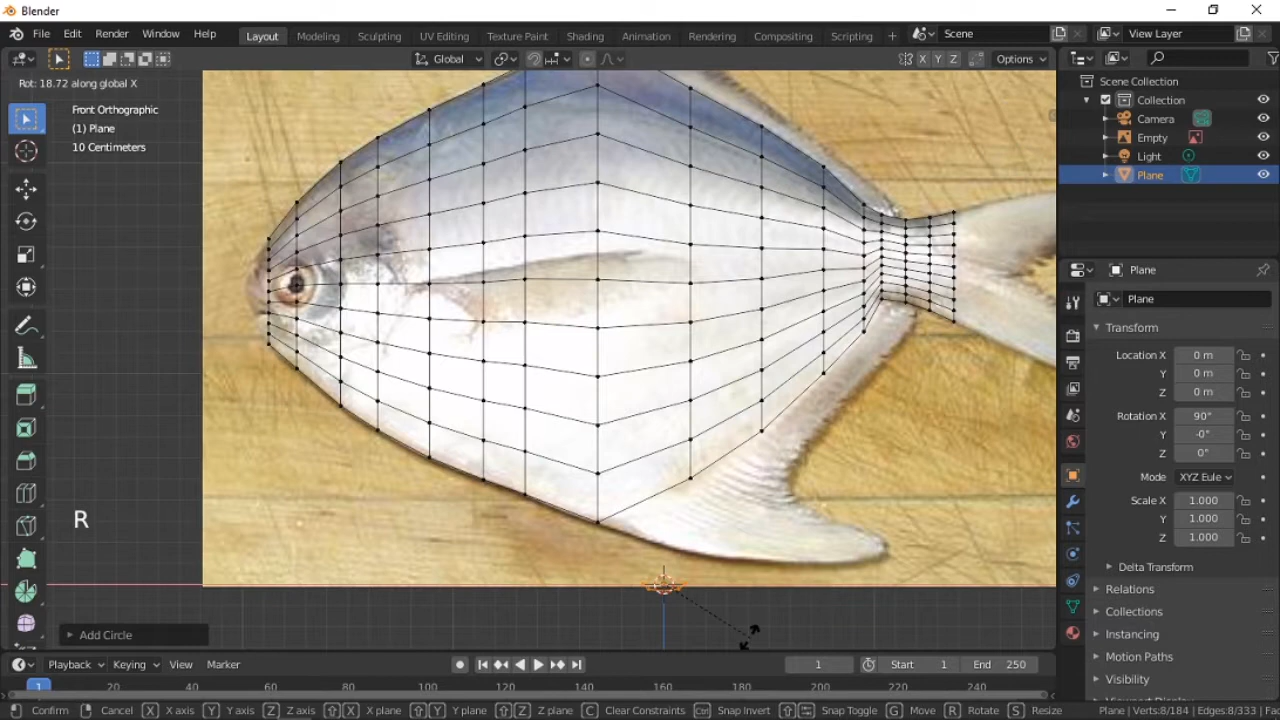 Blender
File Edit Render Window Help Layout Modeling Sculpting UV Editing Texture Paint Shading Animation Rendering Compositing Scripting + Scene View Layer
Global X Y Z Options
Rot: 18.72 along global X
Front Orthographic
(1) Plane
10 Centimeters
Scene Collection
Collection
Camera
Empty
Light
Plane
Plane
Plane
Transform
Location X 0 m
Y 0 m
Z 0 m
Rotation X 90°
Y -0°
Z 0°
Mode XYZ Eule
Scale X 1.000
Y 1.000
Z 1.000
Delta Transform
Relations
Collections
Instancing
Motion Paths
Visibility
R
Add Circle
Playback Keying View Marker 1 Start 1 End 250
1 20 40 60 80 100 120 140 160 180 200 220 240
Confirm Cancel X X axis Y Y axis Z Z axis X X plane Y Y plane Z Z plane C Clear Constraints Ctrl Snap Invert Snap Toggle G Move R Rotate S Resize Plane | Verts:8/184 | Edges:8/333 | Fac